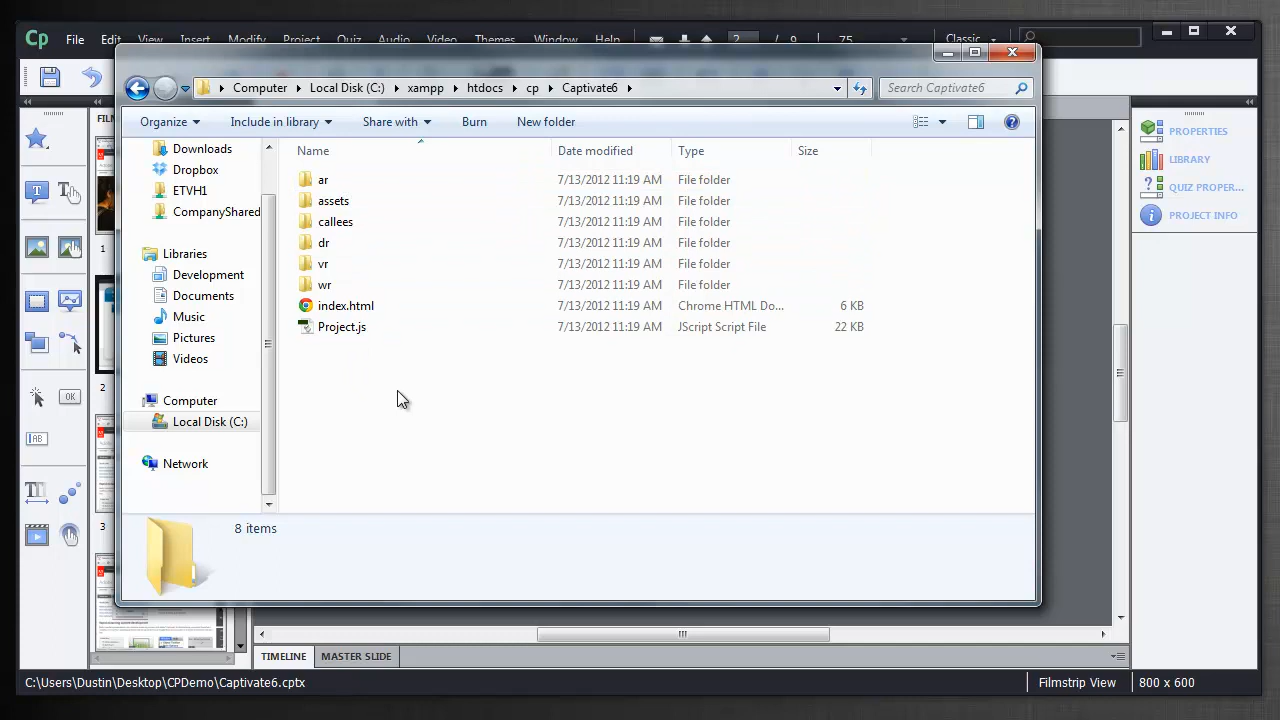 Cp File Edit View Insert Modify Project Quiz Audio Video Themes Window Help 2 / 9 75 Classic
Computer Local Disk (C:) xampp htdocs cp Captivate6 Search Captivate6
Organize Include in library Share with Burn New folder
Name Date modified Type Size
Downloads
Dropbox
ETVH1
CompanyShared
Libraries
Development
Documents
Music
Pictures
Videos
Computer
Local Disk (C:)
Network
ar 7/13/2012 11:19 AM File folder
assets 7/13/2012 11:19 AM File folder
callees 7/13/2012 11:19 AM File folder
dr 7/13/2012 11:19 AM File folder
vr 7/13/2012 11:19 AM File folder
wr 7/13/2012 11:19 AM File folder
index.html 7/13/2012 11:19 AM Chrome HTML Do... 6 KB
Project.js 7/13/2012 11:19 AM JScript Script File 22 KB
8 items
FIL
1
2
3
OK
AB
PROPERTIES
LIBRARY
QUIZ PROPER...
PROJECT INFO
TIMELINE MASTER SLIDE
C:\Users\Dustin\Desktop\CPDemo\Captivate6.cptx Filmstrip View 800 x 600